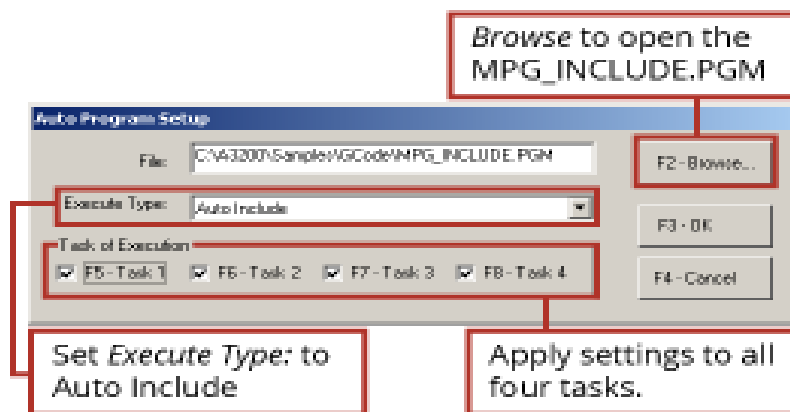 Browse to open the
MPG_INCLUDE.PGM
Auto Program Setup
File: C:\A3200\Samples\GCode\MPG_INCLUDE.PGM
F2 - Browse...
Execute Type: Auto Include
F3 - OK
Task of Execution
F5 - Task 1 F6 - Task 2 F7 - Task 3 F8 - Task 4
F4 - Cancel
Set Execute Type: to
Auto Include
Apply settings to all
four tasks.